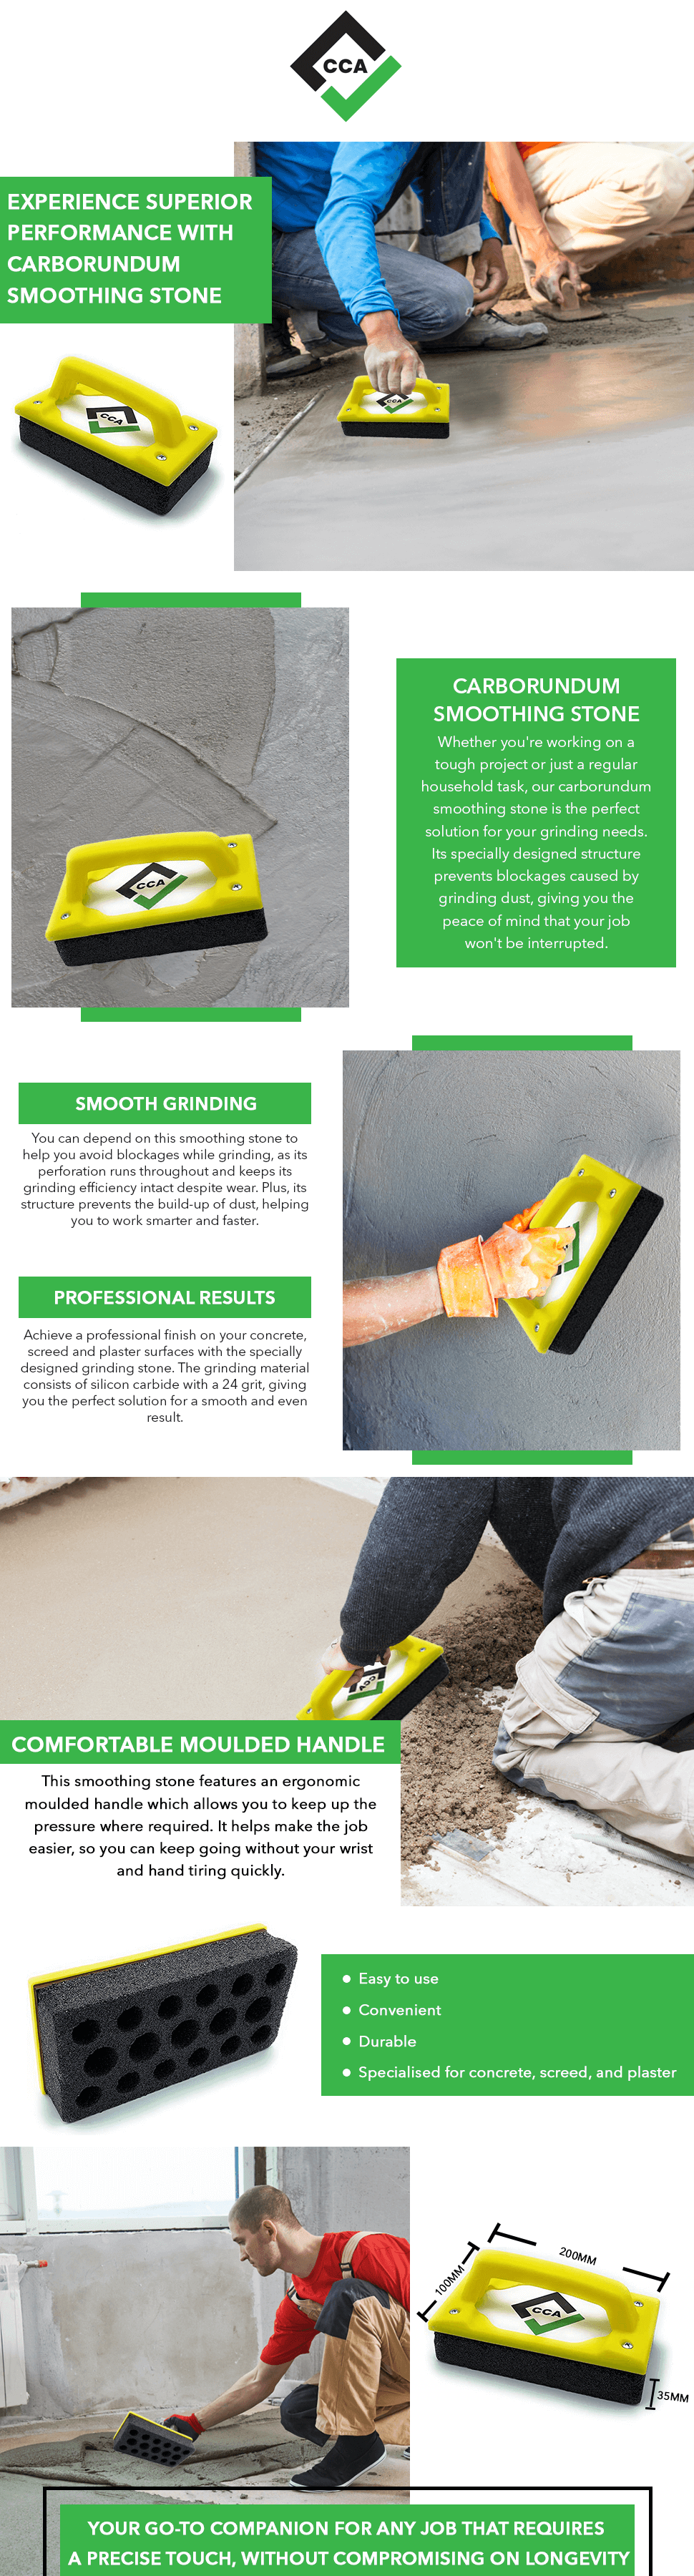 CCA
EXPERIENCE SUPERIOR
PERFORMANCE WITH
CARBORUNDUM
SMOOTHING STONE
CCA
CCA
CARBORUNDUM
SMOOTHING STONE
Whether you're working on a
tough project or just a regular
household task, our carborundum
smoothing stone is the perfect
solution for your grinding needs.
Its specially designed structure
prevents blockages caused by
grinding dust, giving you the
peace of mind that your job
won't be interrupted.
CCA
SMOOTH GRINDING
You can depend on this smoothing stone to
help you avoid blockages while grinding, as its
perforation runs throughout and keeps its
grinding efficiency intact despite wear. Plus, its
structure prevents the build-up of dust, helping
you to work smarter and faster.
PROFESSIONAL RESULTS
Achieve a professional finish on your concrete,
screed and plaster surfaces with the specially
designed grinding stone. The grinding material
consists of silicon carbide with a 24 grit, giving
you the perfect solution for a smooth and even
result.
CCA
COMFORTABLE MOULDED HANDLE
This smoothing stone features an ergonomic
moulded handle which allows you to keep up the
pressure where required. It helps make the job
easier, so you can keep going without your wrist
and hand tiring quickly.
● Easy to use
● Convenient
● Durable
● Specialised for concrete, screed, and plaster
200MM
100MM
CCA
35MM
YOUR GO-TO COMPANION FOR ANY JOB THAT REQUIRES
A PRECISE TOUCH, WITHOUT COMPROMISING ON LONGEVITY